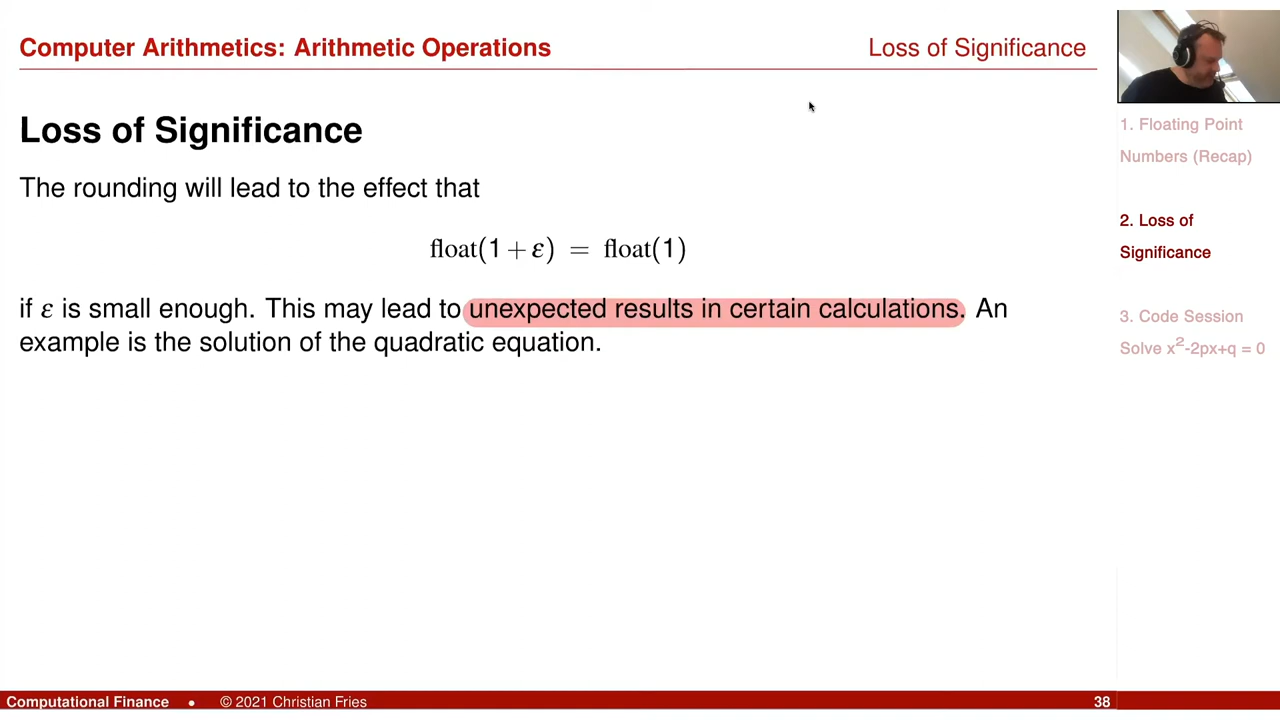 Computer Arithmetics: Arithmetic Operations
Loss of Significance
Loss of Significance
The rounding will lead to the effect that
float(1 + ε) = float(1)
if ε is small enough. This may lead to unexpected results in certain calculations. An
example is the solution of the quadratic equation.
1. Floating Point
Numbers (Recap)
2. Loss of
Significance
3. Code Session
Solve x²-2px+q = 0
Computational Finance • © 2021 Christian Fries
38